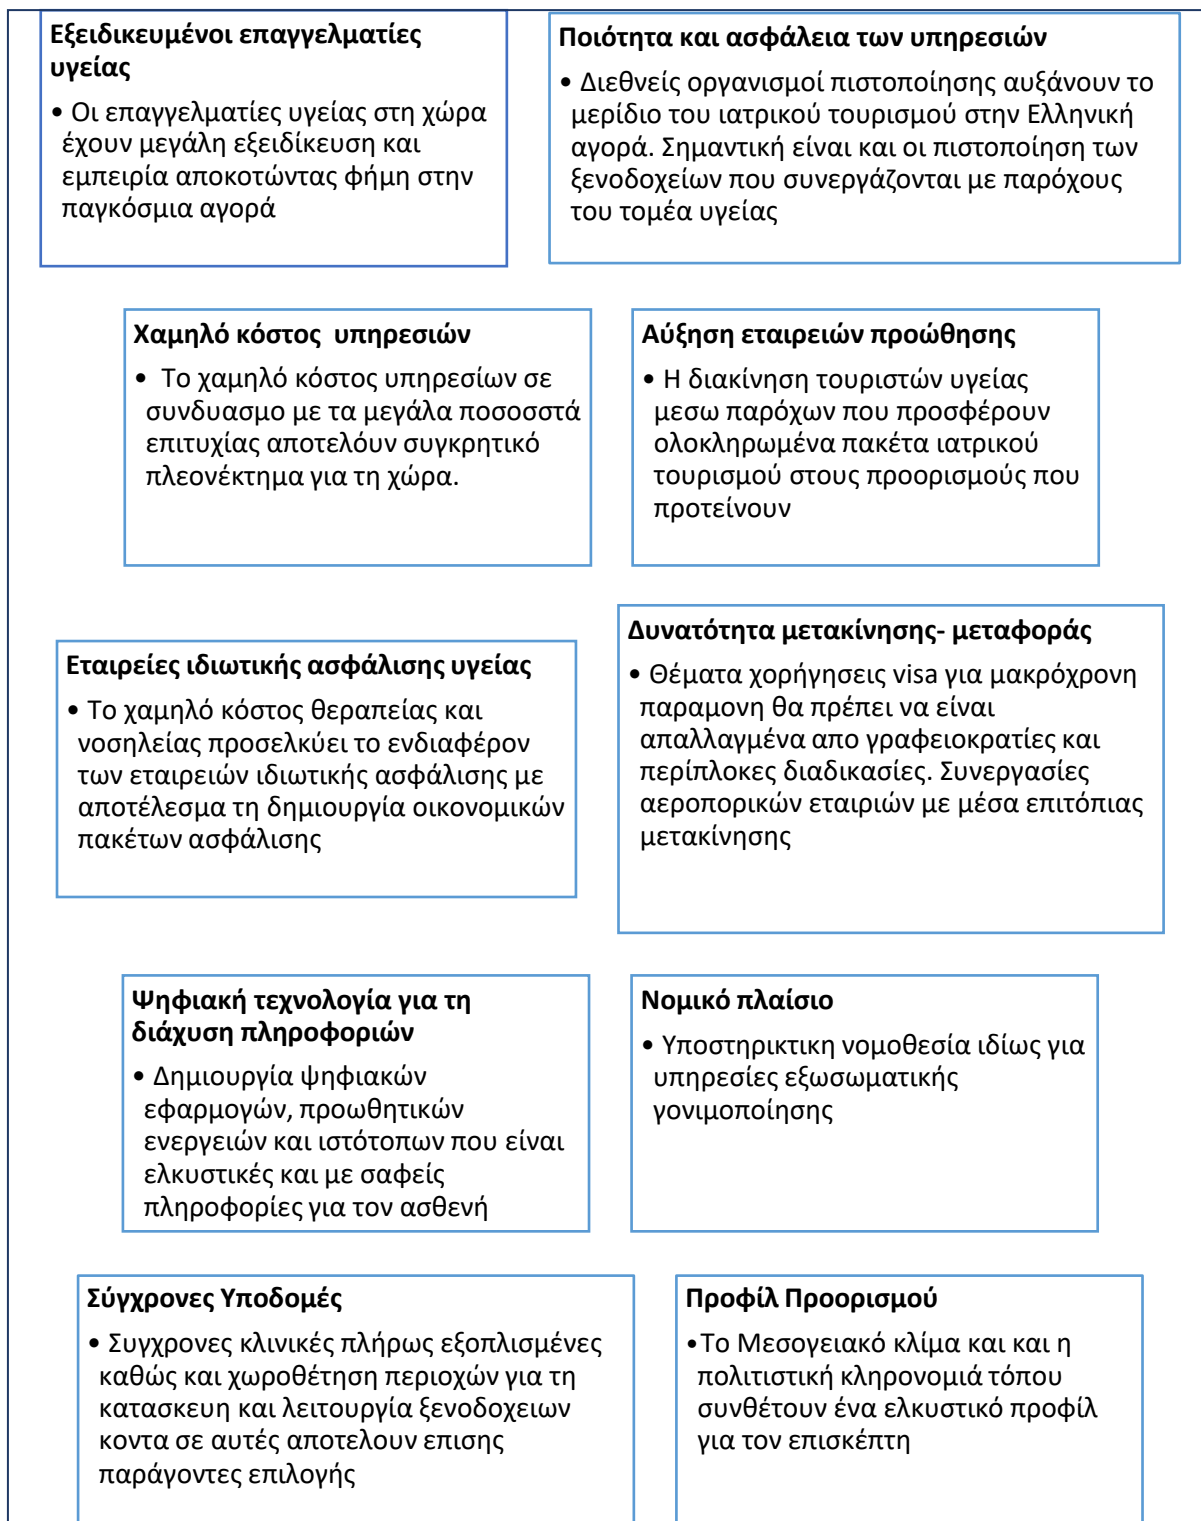 Εξειδικευμένοι επαγγελματίες
υγείας
• Οι επαγγελματίες υγείας στη χώρα
έχουν μεγάλη εξειδίκευση και
εμπειρία αποκοτώντας φήμη στην
παγκόσμια αγορά
Ποιότητα και ασφάλεια των υπηρεσιών
• Διεθνείς οργανισμοί πιστοποίησης αυξάνουν το
μερίδιο του ιατρικού τουρισμού στην Ελληνική
αγορά. Σημαντική είναι και οι πιστοποίηση των
ξενοδοχείων που συνεργάζονται με παρόχους
του τομέα υγείας
Χαμηλό κόστος υπηρεσιών
• Το χαμηλό κόστος υπηρεσίων σε
συνδυασμο με τα μεγάλα ποσοσστά
επιτυχίας αποτελόυν συγκρητικό
πλεονέκτημα για τη χώρα.
Αύξηση εταιρειών προώθησης
• Η διακίνηση τουριστών υγείας
μεσω παρόχων που προσφέρουν
ολοκληρωμένα πακέτα ιατρικού
τουρισμού στους προορισμούς που
προτείνουν
Εταιρείες ιδιωτικής ασφάλισης υγείας
• Το χαμηλό κόστος θεραπείας και
νοσηλείας προσελκύει το ενδιαφέρον
των εταιρειών ιδιωτικής ασφάλισης με
αποτέλεσμα τη δημιουργία οικονομικών
πακέτων ασφάλισης
Δυνατότητα μετακίνησης- μεταφοράς
• Θέματα χορήγησεις visa για μακρόχρονη
παραμονη θα πρέπει να είναι
απαλλαγμένα απο γραφειοκρατίες και
περίπλοκες διαδικασίες. Συνεργασίες
αεροπορικών εταιριών με μέσα επιτόπιας
μετακίνησης
Ψηφιακή τεχνολογία για τη
διάχυση πληροφοριών
• Δημιουργία ψηφιακών
εφαρμογών, προωθητικών
ενεργειών και ιστότοπων που είναι
ελκυστικές και με σαφείς
πληροφορίες για τον ασθενή
Νομικό πλαίσιο
• Υποστηρικτικη νομοθεσία ιδίως για
υπηρεσίες εξωσωματικής
γονιμοποίησης
Σύγχρονες Υποδομές
• Συγχρονες κλινικές πλήρως εξοπλισμένες
καθώς και χωροθέτηση περιοχών για τη
κατασκευη και λειτουργία ξενοδοχειων
κοντα σε αυτές αποτελουν επισης
παράγοντες επιλογής
Προφίλ Προορισμού
• Το Μεσογειακό κλίμα και και η
πολιτιστική κληρονομιά τόπου
συνθέτουν ένα ελκυστικό προφίλ
για τον επισκέπτη